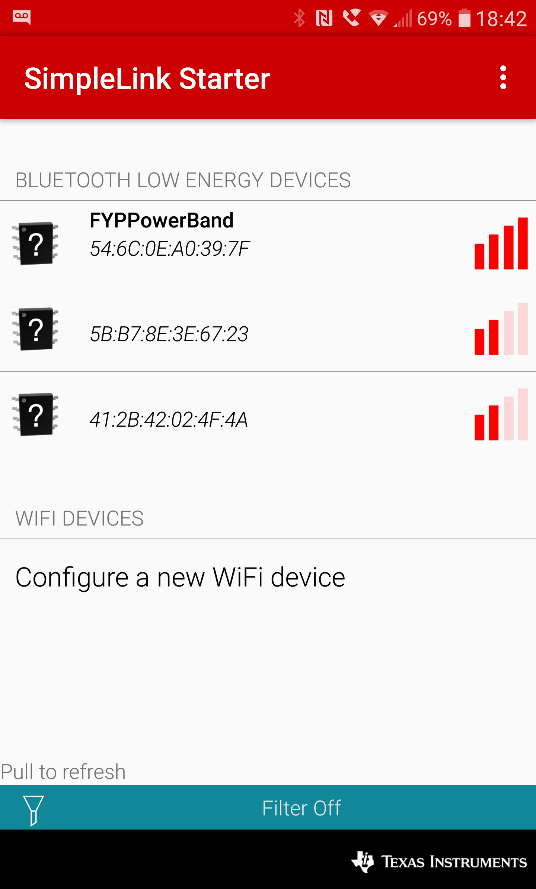 69% 18:42
SimpleLink Starter
BLUETOOTH LOW ENERGY DEVICES
FYPPowerBand
54:6C:0E:A0:39:7F
?
5B:B7:8E:3E:67:23
?
41:2B:42:02:4F:4A
?
WIFI DEVICES
Configure a new WiFi device
Pull to refresh
Filter Off
TEXAS INSTRUMENTS